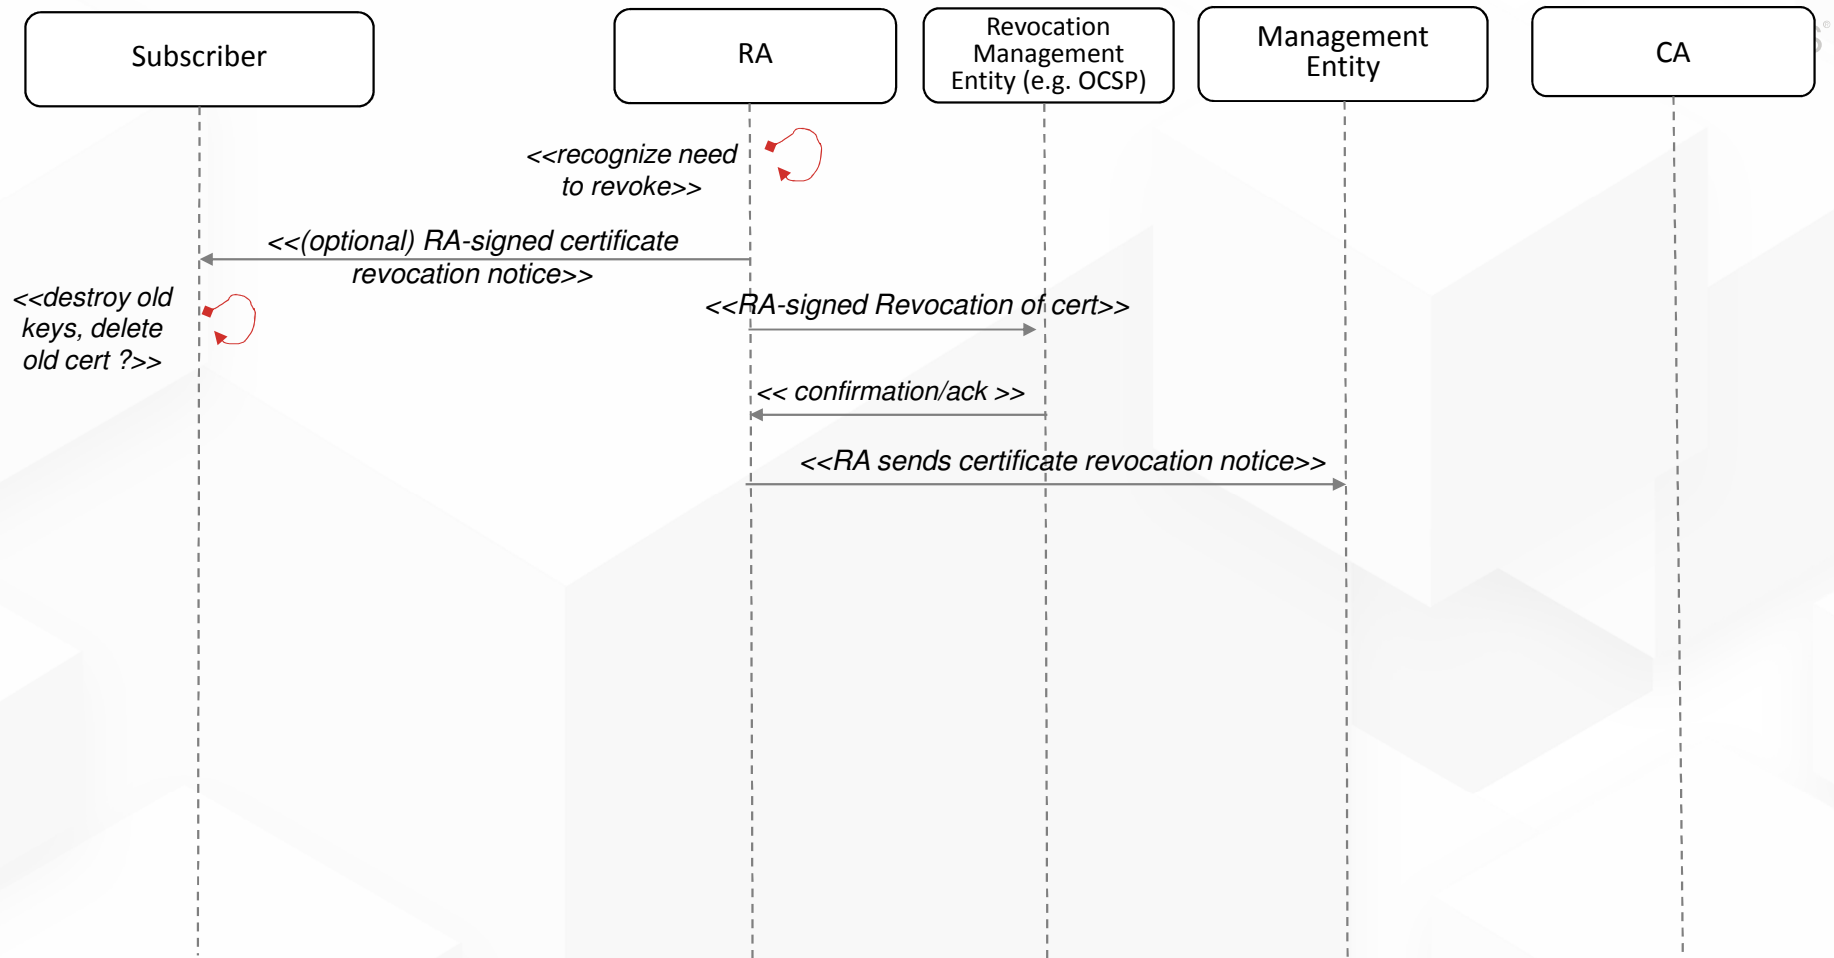 Subscriber
RA
Revocation
Management
Entity (e.g. OCSP)
Management
Entity
CA
<<recognize need
to revoke>>
<<(optional) RA-signed certificate
revocation notice>>
<<destroy old
keys, delete
old cert ?>>
<<RA-signed Revocation of cert>>
<< confirmation/ack >>
<<RA sends certificate revocation notice>>